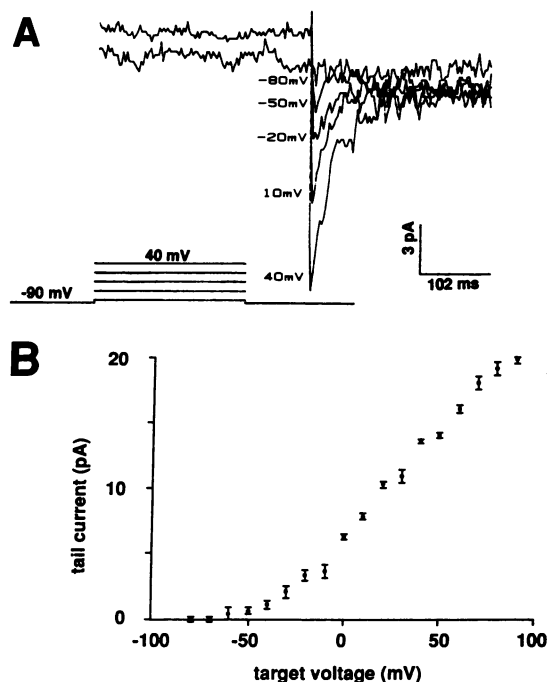 A
-80mV
-50mV
-20mV
10mV
40mV
3 pA
102 ms
40 mV
-90 mV
B
20
10
0
tail current (pA)
-100
-50
0
50
100
target voltage (mV)